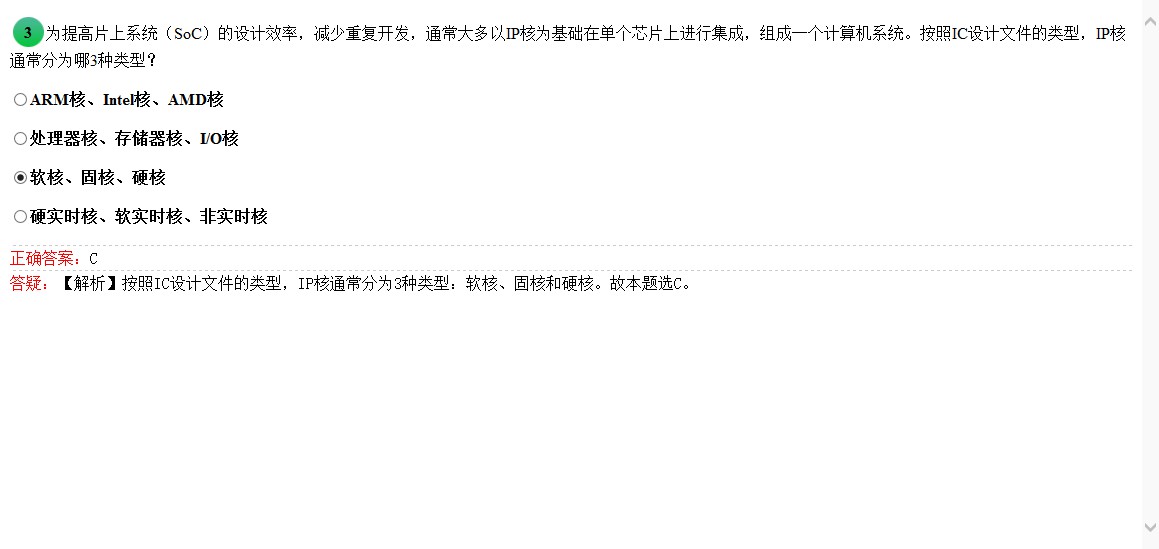 3 为提高片上系统（SoC）的设计效率，减少重复开发，通常大多以IP核为基础在单个芯片上进行集成，组成一个计算机系统。按照IC设计文件的类型，IP核
通常分为哪3种类型？
ARM核、Intel核、AMD核
处理器核、存储器核、I/O核
软核、固核、硬核
硬实时核、软实时核、非实时核
正确答案：C
答疑：【解析】按照IC设计文件的类型，IP核通常分为3种类型：软核、固核和硬核。故本题选C。